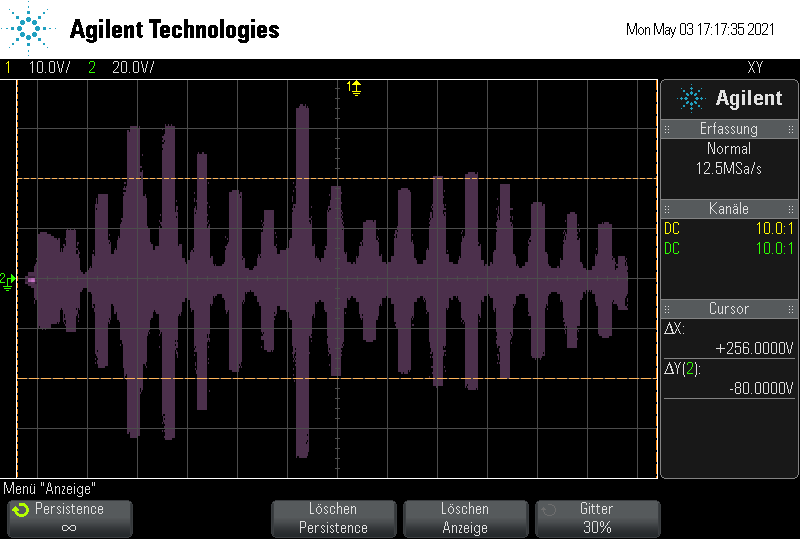 Agilent Technologies
Mon May 03 17:17:35 2021
1 10.0V/ 2 20.0V/ XY
1
2
Agilent
Erfassung
Normal
12.5MSa/s
Kanäle
DC 10.0:1
DC 10.0:1
Cursor
ΔX:
+256.0000V
ΔY(2):
-80.0000V
Menü "Anzeige"
Persistence
∞
Löschen
Persistence
Löschen
Anzeige
Gitter
30%